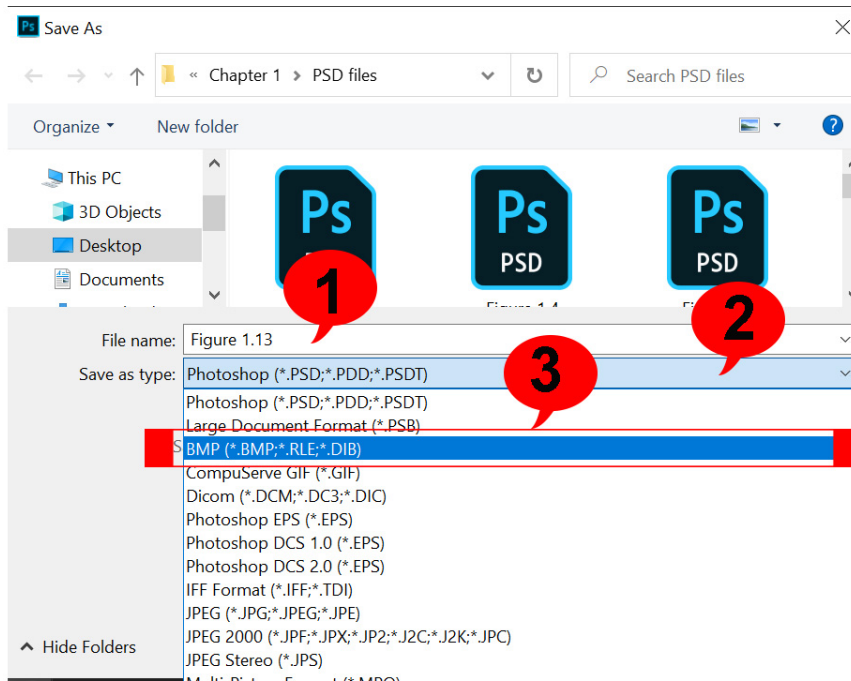 Ps Save As
« Chapter 1 > PSD files
Search PSD files
Organize
New folder
?
This PC
3D Objects
Desktop
Documents
Ps
Ps
PSD
Ps
PSD
1
2
File name: Figure 1.13
Save as type: Photoshop (*.PSD;*.PDD;*.PSDT)
3
Photoshop (*.PSD;*.PDD;*.PSDT)
Large Document Format (*.PSB)
S
BMP (*.BMP;*.RLE;*.DIB)
CompuServe GIF (*.GIF)
Dicom (*.DCM;*.DC3;*.DIC)
Photoshop EPS (*.EPS)
Photoshop DCS 1.0 (*.EPS)
Photoshop DCS 2.0 (*.EPS)
IFF Format (*.IFF;*.TDI)
JPEG (*.JPG;*.JPEG;*.JPE)
JPEG 2000 (*.JPF;*.JPX;*.JP2;*.J2C;*.J2K;*.JPC)
Hide Folders
JPEG Stereo (*.JPS)